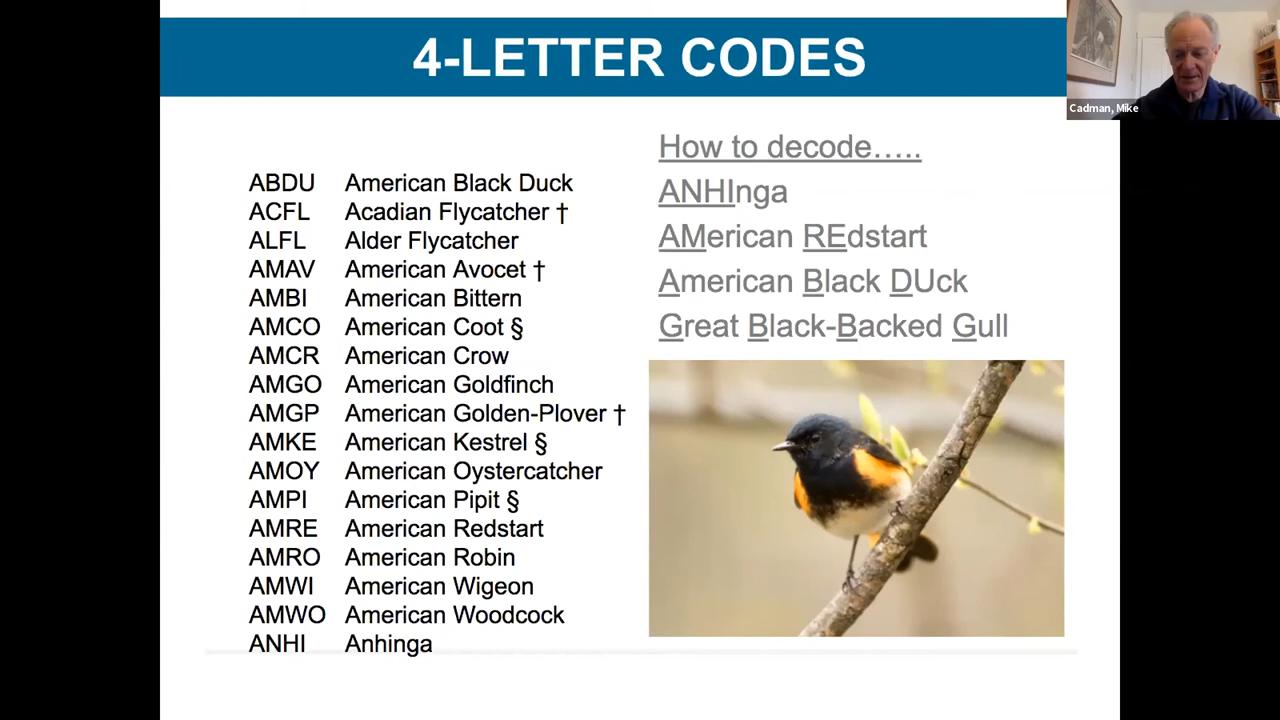 4-LETTER CODES
Cadman, Mike
ABDU American Black Duck
ACFL Acadian Flycatcher †
ALFL Alder Flycatcher
AMAV American Avocet †
AMBI American Bittern
AMCO American Coot §
AMCR American Crow
AMGO American Goldfinch
AMGP American Golden-Plover †
AMKE American Kestrel §
AMOY American Oystercatcher
AMPI American Pipit §
AMRE American Redstart
AMRO American Robin
AMWI American Wigeon
AMWO American Woodcock
ANHI Anhinga
How to decode…..
ANHInga
AMerican REdstart
American Black DUck
Great Black-Backed Gull